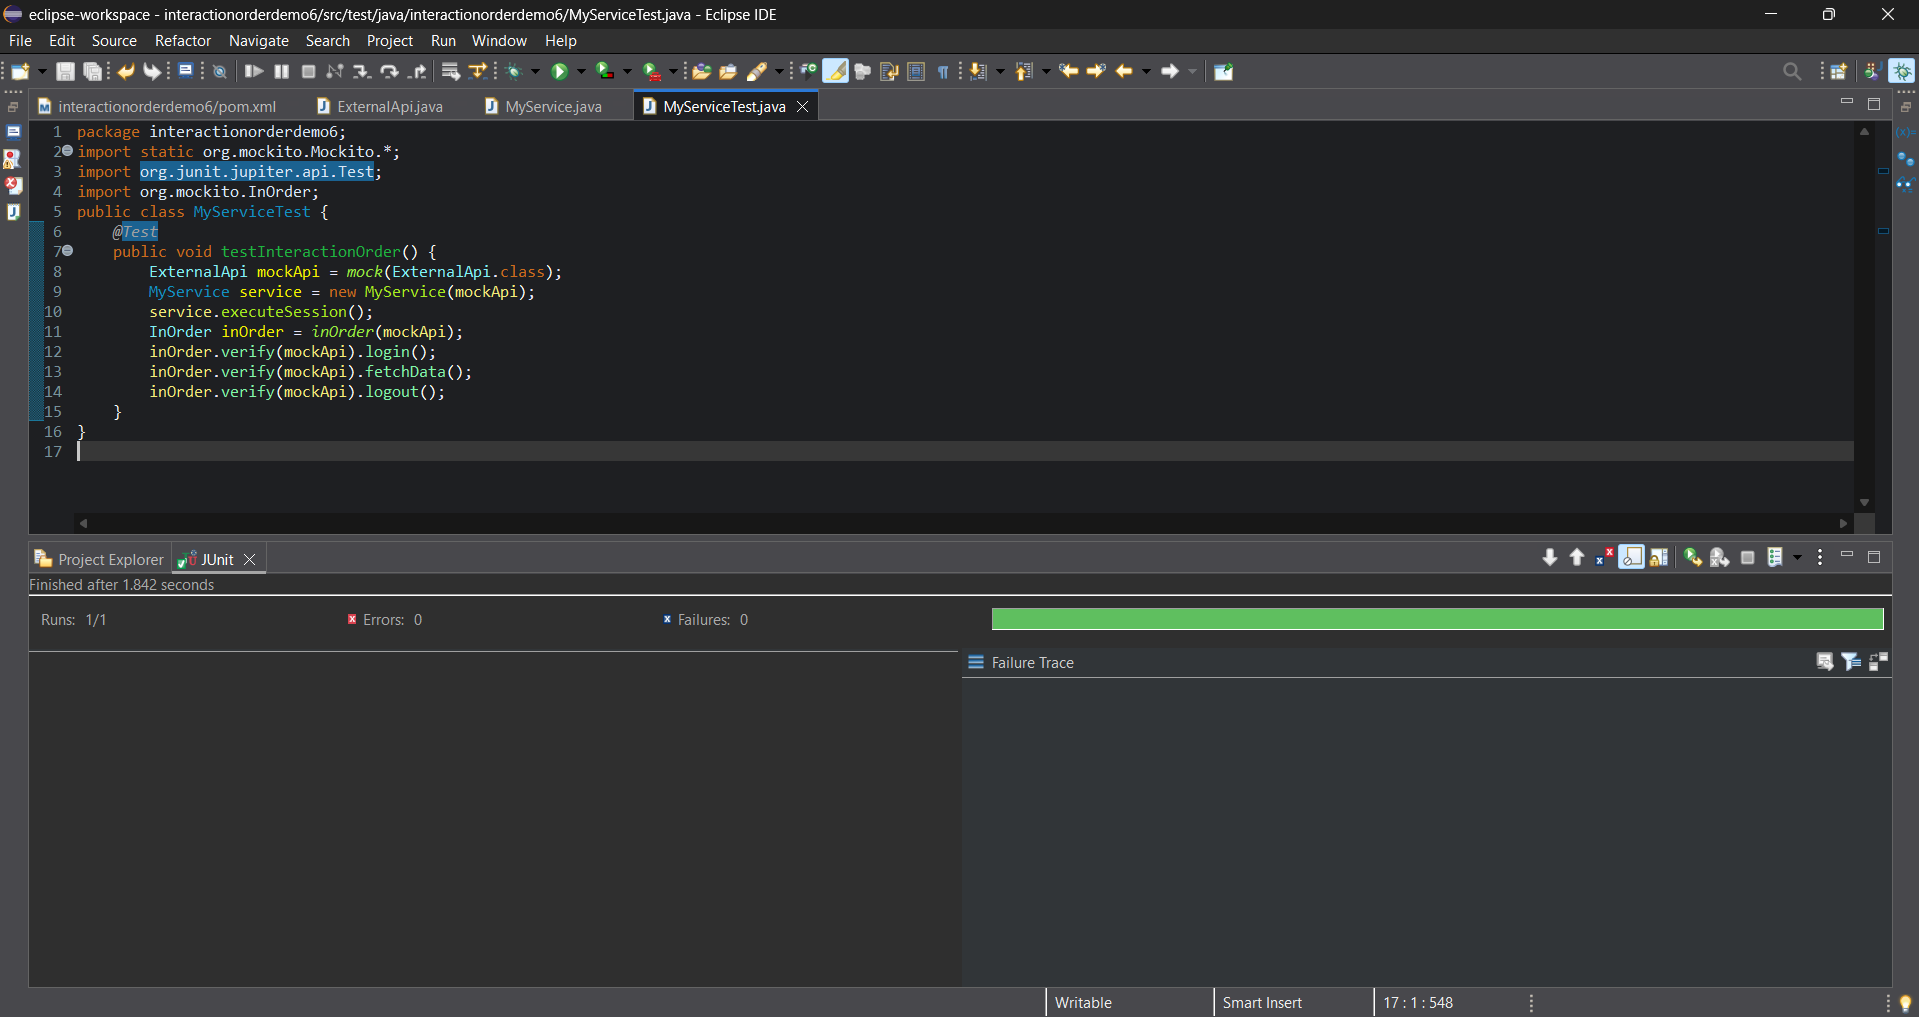 eclipse-workspace - interactionorderdemo6/src/test/java/interactionorderdemo6/MyServiceTest.java - Eclipse IDE
File Edit Source Refactor Navigate Search Project Run Window Help
interactionorderdemo6/pom.xml ExternalApi.java MyService.java MyServiceTest.java
1 package interactionorderdemo6;
2 import static org.mockito.Mockito.*;
3 import org.junit.jupiter.api.Test;
4 import org.mockito.InOrder;
5 public class MyServiceTest {
6 @Test
7 public void testInteractionOrder() {
8 ExternalApi mockApi = mock(ExternalApi.class);
9 MyService service = new MyService(mockApi);
10 service.executeSession();
11 InOrder inOrder = inOrder(mockApi);
12 inOrder.verify(mockApi).login();
13 inOrder.verify(mockApi).fetchData();
14 inOrder.verify(mockApi).logout();
15 }
16 }
17
Project Explorer JUnit
Finished after 1.842 seconds
Runs: 1/1 Errors: 0 Failures: 0
Failure Trace
Writable Smart Insert 17 : 1 : 548